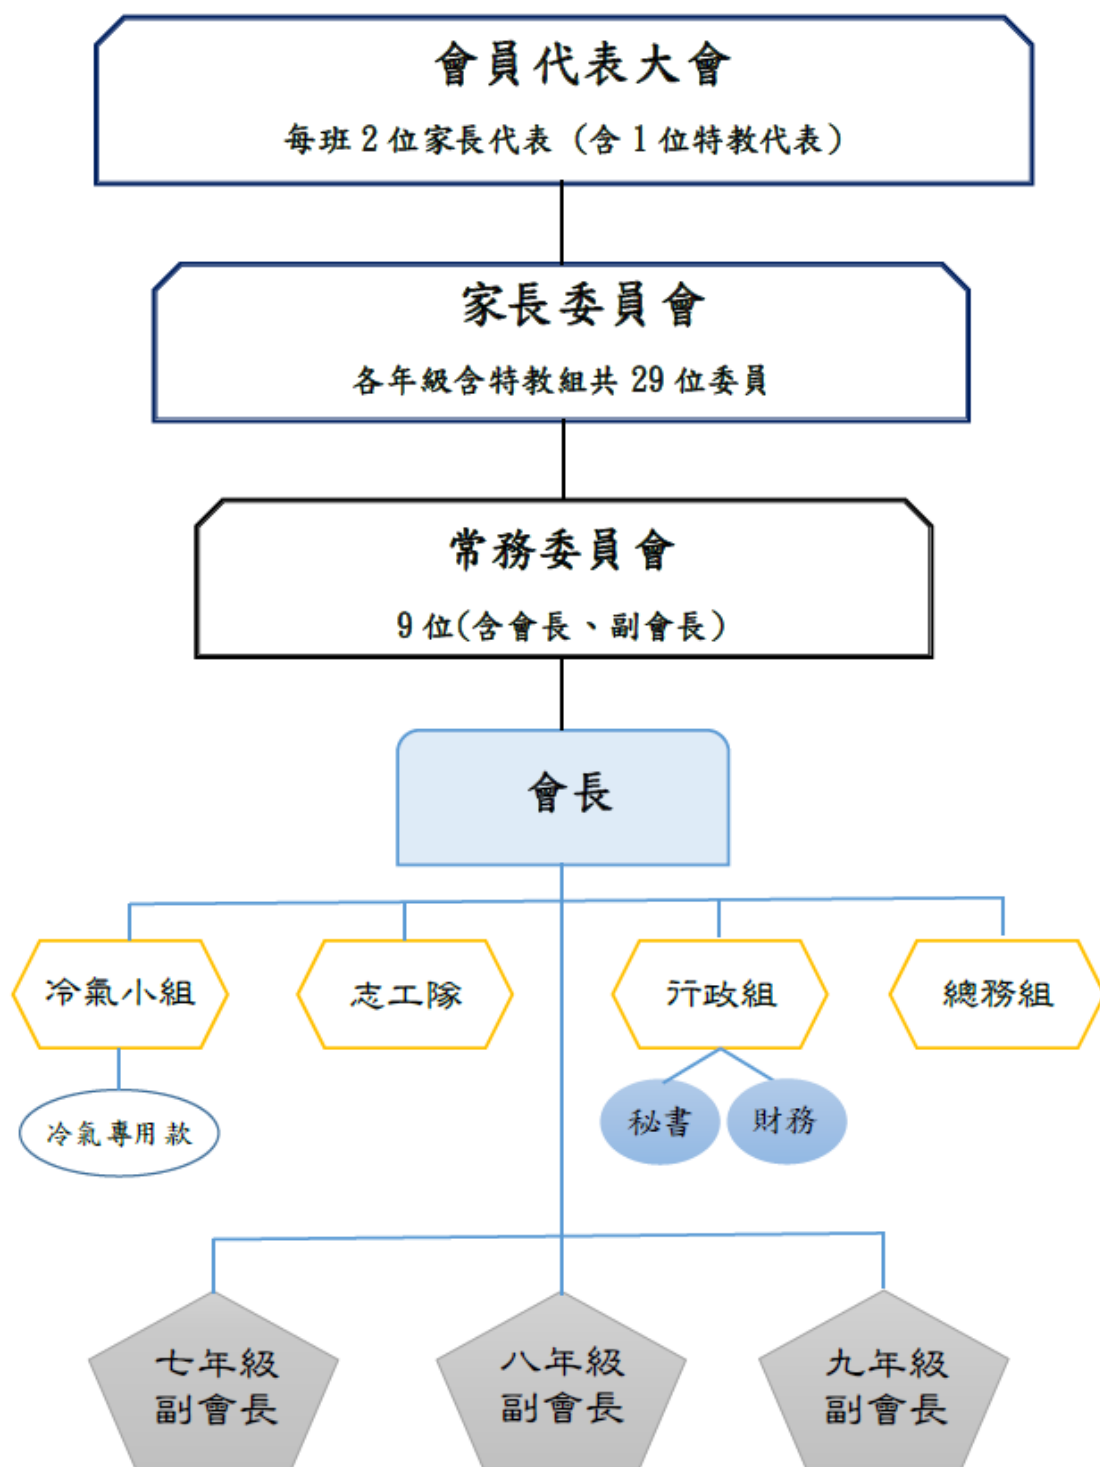 會員代表大會
每班 2 位家長代表（含 1 位特教代表）
家長委員會
各年級含特教組共 29 位委員
常務委員會
9 位(含會長、副會長)
會長
冷氣小組
志工隊
行政組
總務組
冷氣專用款
秘書
財務
七年級
副會長
八年級
副會長
九年級
副會長